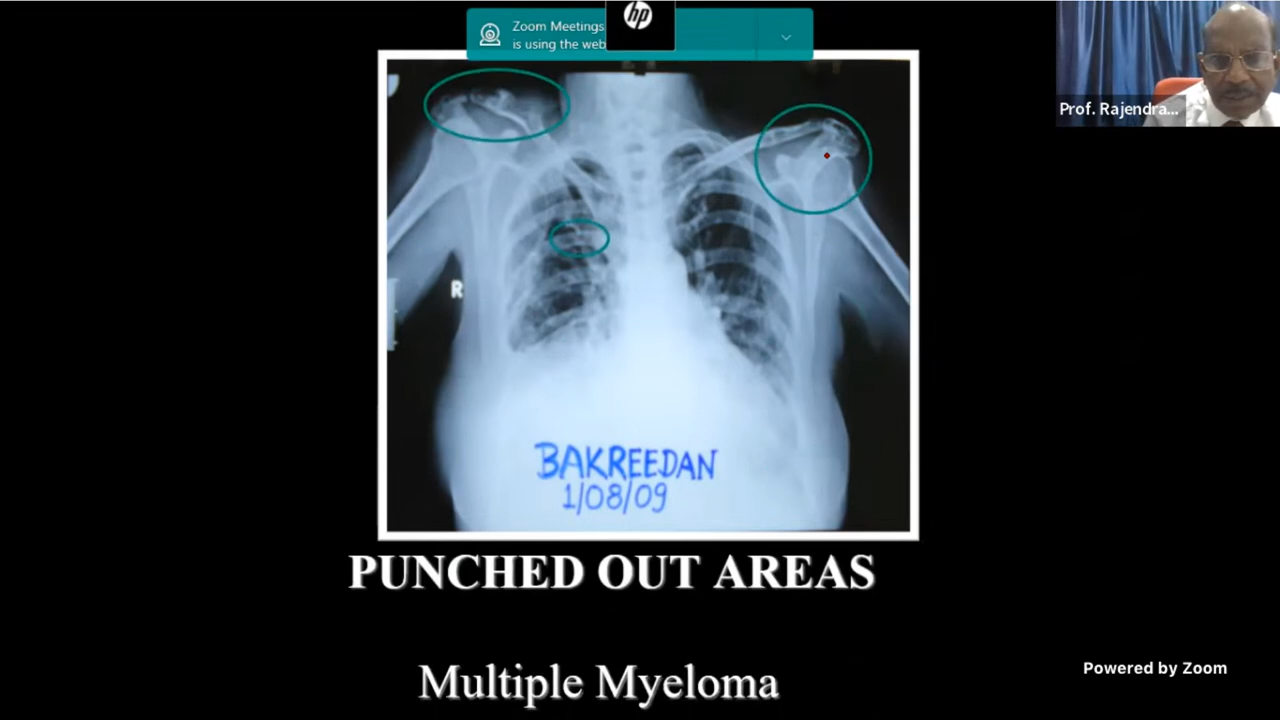 Zoom Meetings
is using the web
hp
Prof. Rajendra...
R
BAKREEDAN
1/08/09
PUNCHED OUT AREAS
Multiple Myeloma
Powered by Zoom